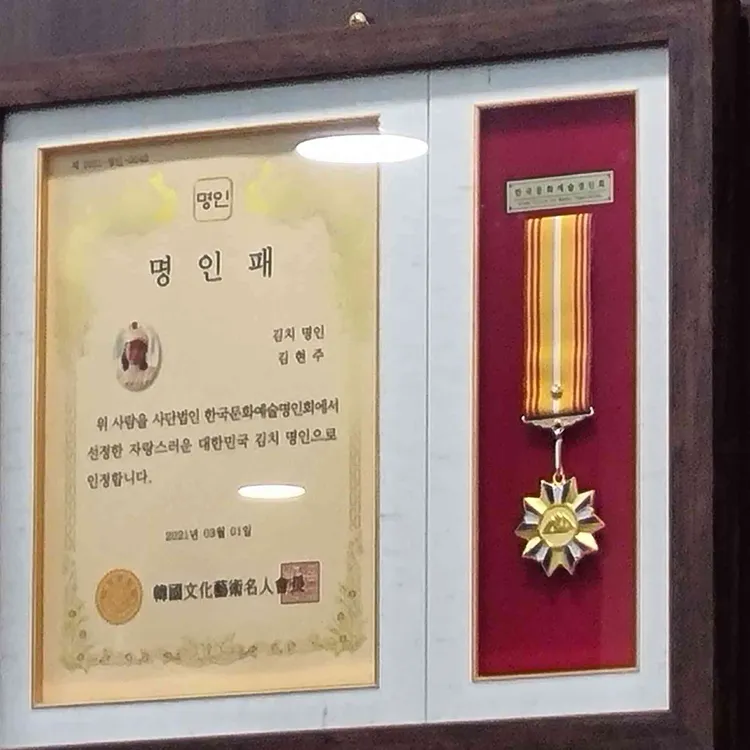 명인
명 인 패
김치 명인
김 현 주
위 사람을 사단법인 한국문화예술명인회에서
선정한 자랑스러운 대한민국 김치 명인으로
인정합니다.
2021년 03월 01일
韓國文化藝術名人會長
한국문화예술명인회